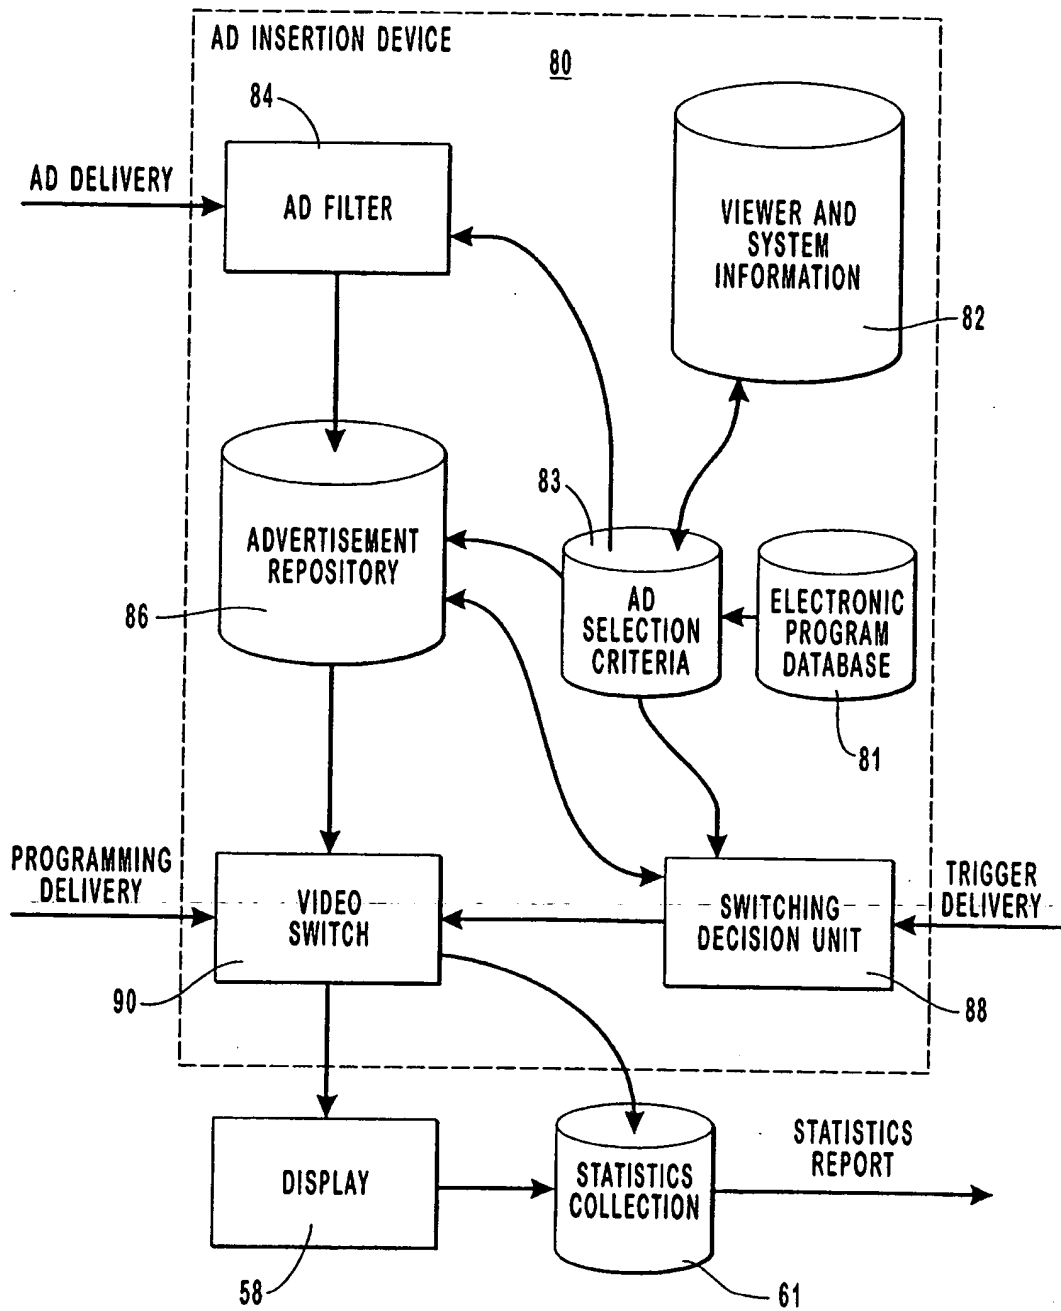 AD INSERTION DEVICE
80
84
AD DELIVERY
AD FILTER
VIEWER AND
SYSTEM
INFORMATION
82
83
ADVERTISEMENT
REPOSITORY
86
AD
SELECTION
CRITERIA
ELECTRONIC
PROGRAM
DATABASE
81
PROGRAMMING
DELIVERY
VIDEO
SWITCH
90
SWITCHING
DECISION UNIT
88
TRIGGER
DELIVERY
DISPLAY
58
STATISTICS
COLLECTION
61
STATISTICS
REPORT